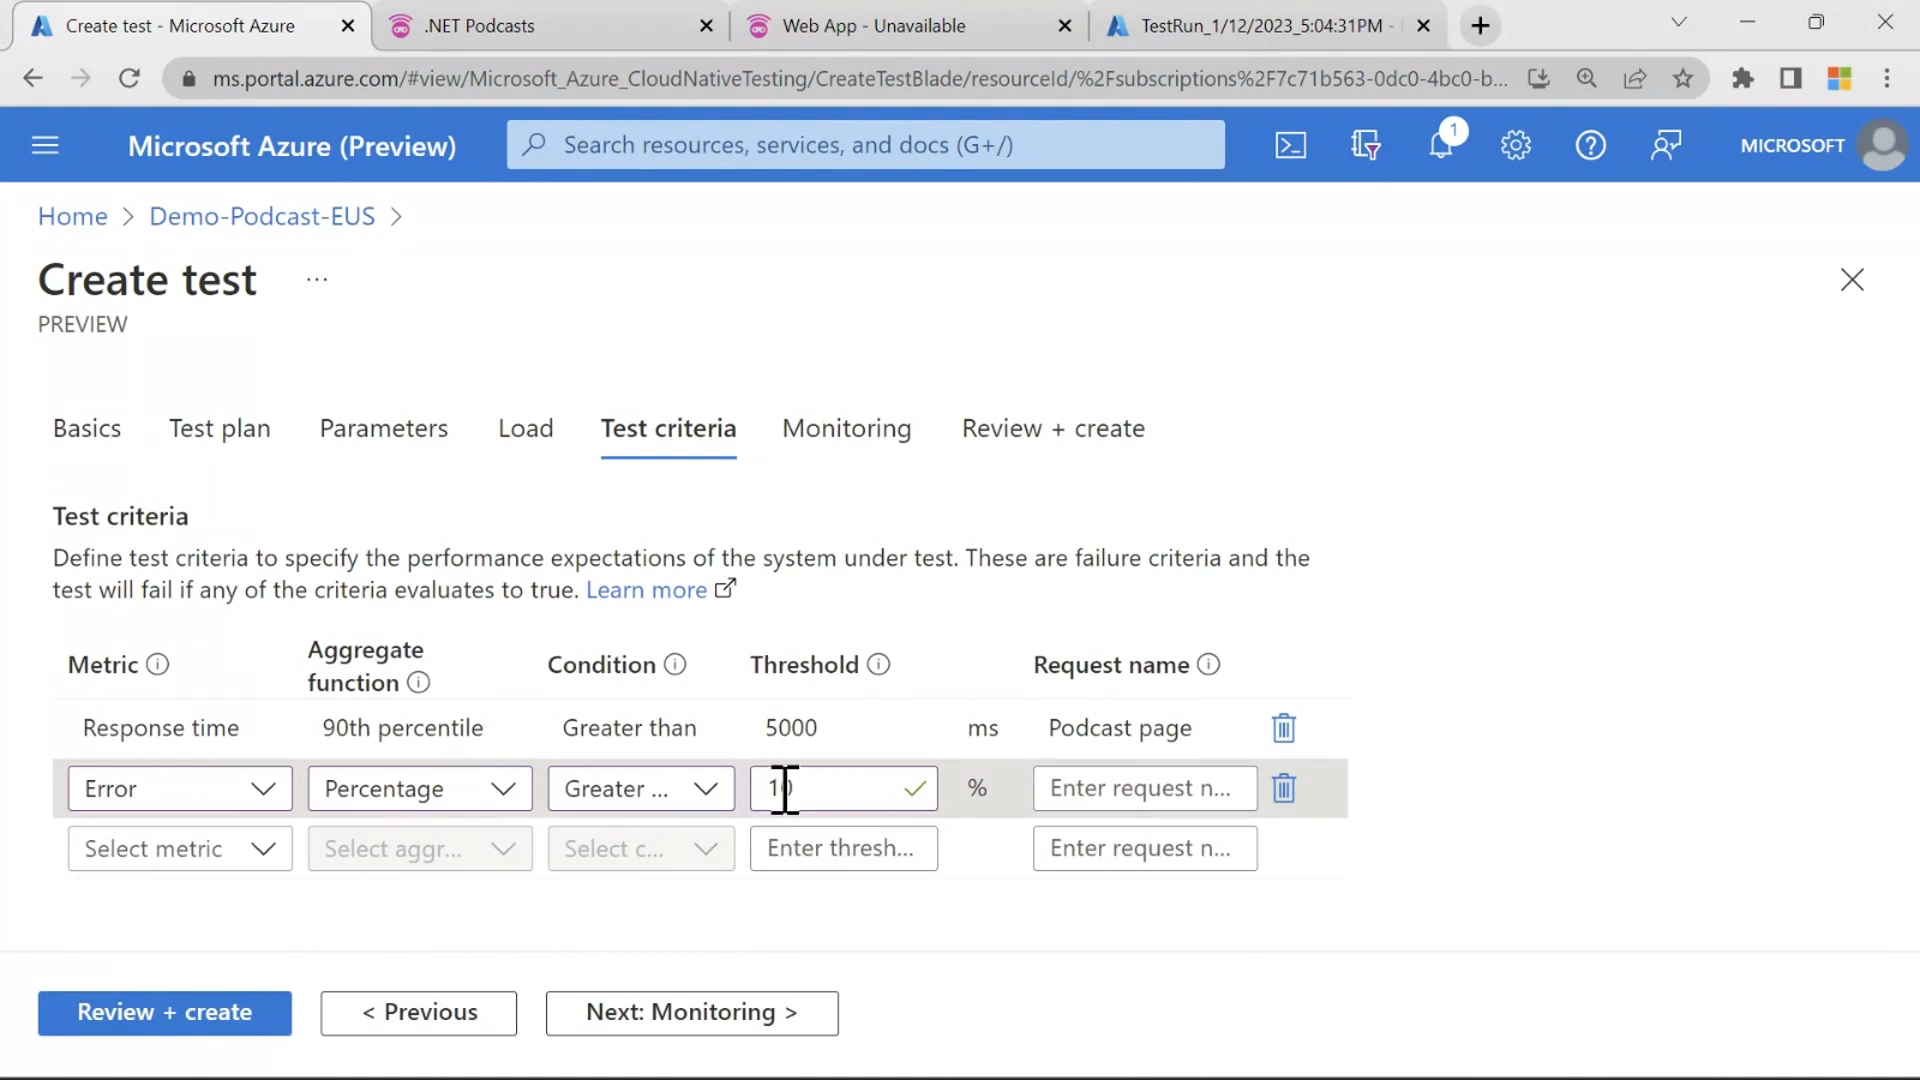 Create test - Microsoft Azure
.NET Podcasts
Web App - Unavailable
TestRun_1/12/2023_5:04:31PM -
ms.portal.azure.com/#view/Microsoft_Azure_CloudNativeTesting/CreateTestBlade/resourceId/%2Fsubscriptions%2F7c71b563-0dc0-4bc0-b...
Microsoft Azure (Preview)
Search resources, services, and docs (G+/)
1
MICROSOFT
Home > Demo-Podcast-EUS >
Create test ...
PREVIEW
Basics Test plan Parameters Load Test criteria Monitoring Review + create
Test criteria
Define test criteria to specify the performance expectations of the system under test. These are failure criteria and the
test will fail if any of the criteria evaluates to true. Learn more
Metric Aggregate function Condition Threshold Request name
Response time 90th percentile Greater than 5000 ms Podcast page
Error Percentage Greater ... 10 % Enter request n...
Select metric Select aggr... Select c... Enter thresh... Enter request n...
Review + create < Previous Next: Monitoring >